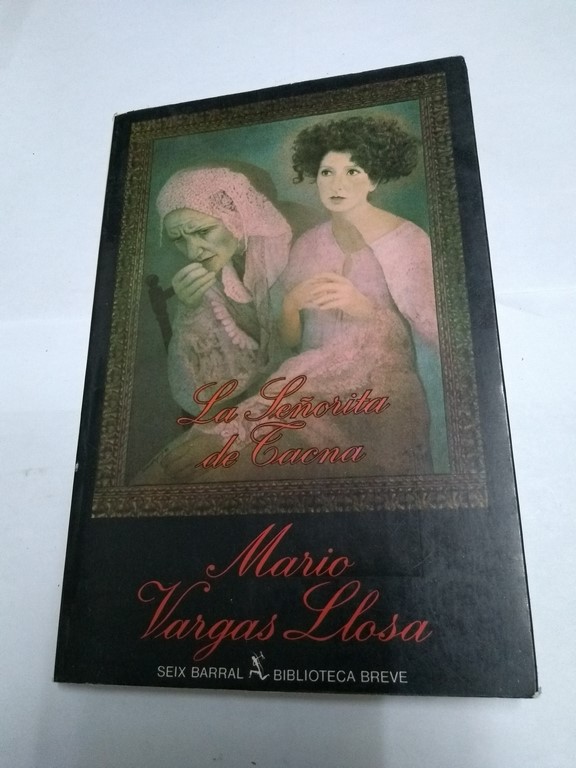 La Señorita
de Tacna
Mario
Vargas Llosa
SEIX BARRAL BIBLIOTECA BREVE